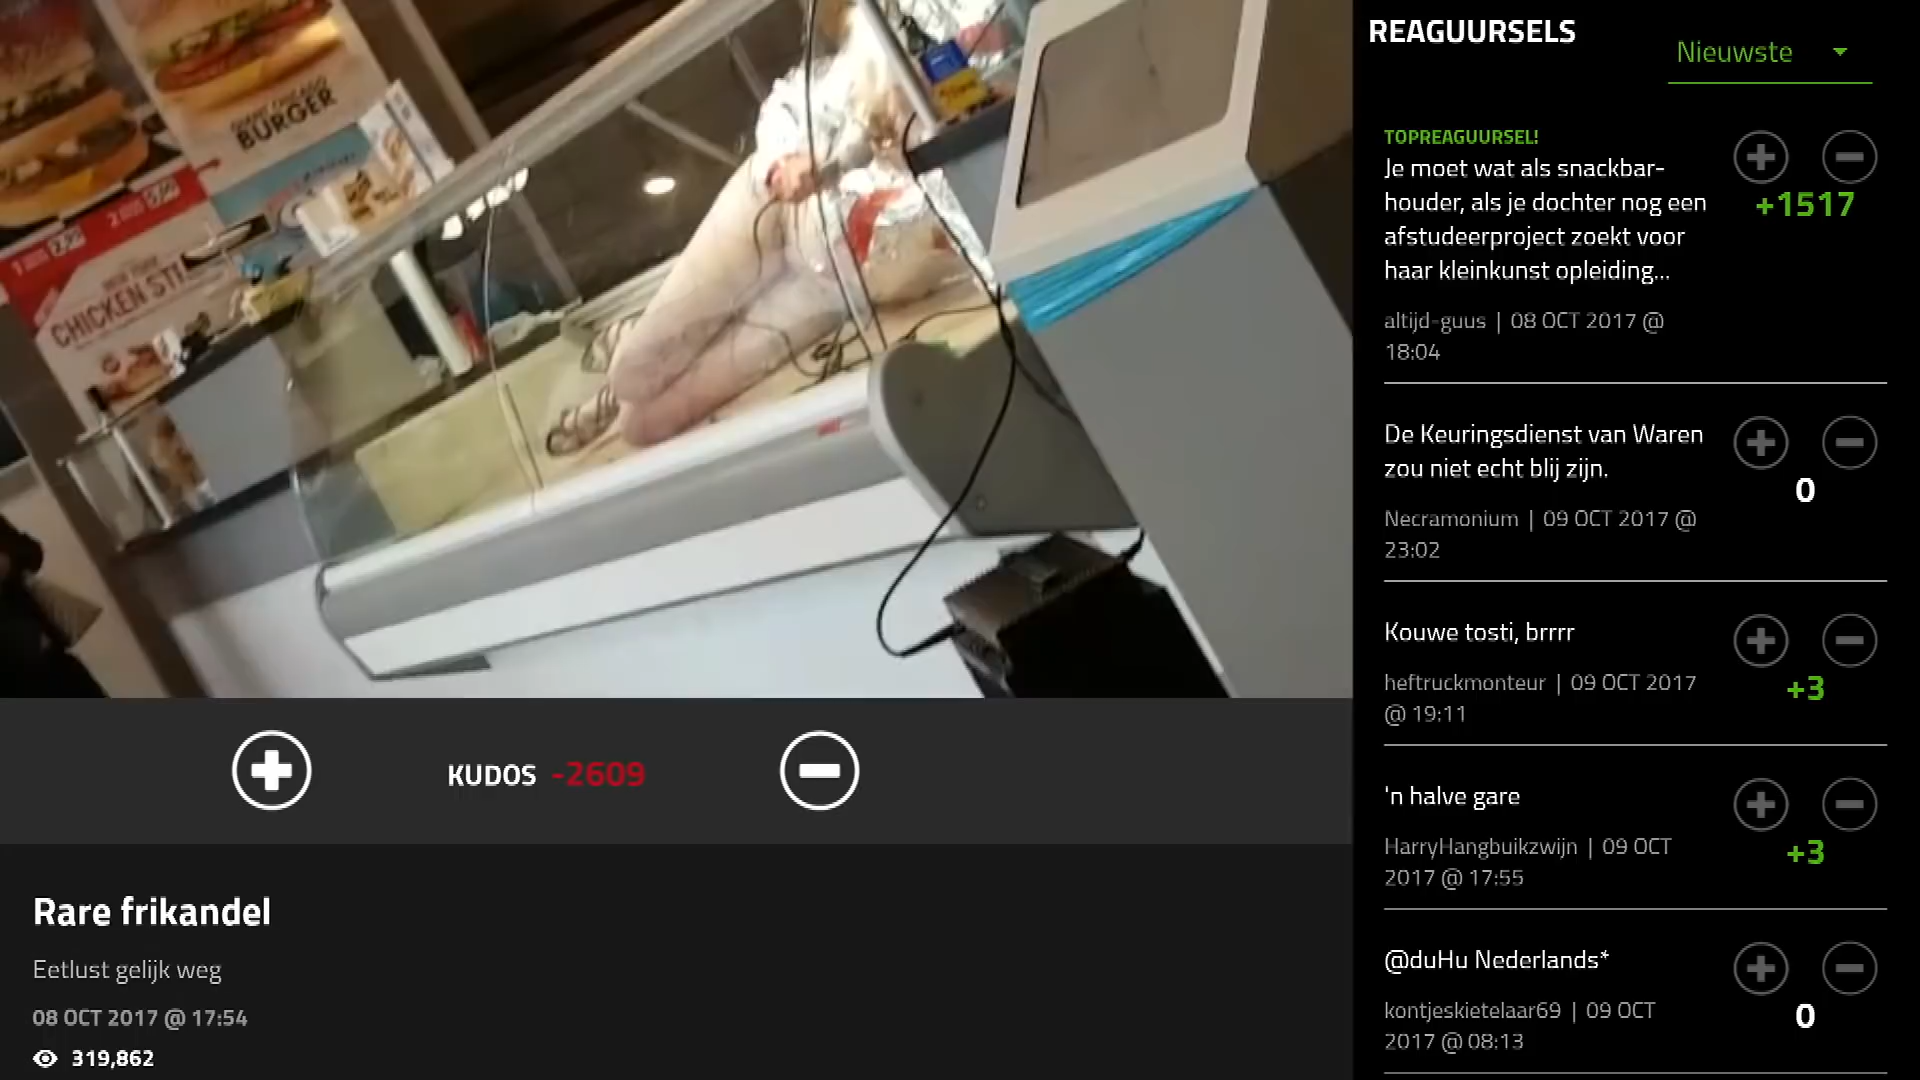 GIANT CHICAGO
BURGER
CHICKEN
REAGUURSELS
Nieuwste
TOPREAGUURSEL!
Je moet wat als snackbar-
houder, als je dochter nog een
afstudeerproject zoekt voor
haar kleinkunst opleiding...
+1517
altijd-guus | 08 OCT 2017 @
18:04
De Keuringsdienst van Waren
zou niet echt blij zijn.
0
Necramonium | 09 OCT 2017 @
23:02
Kouwe tosti, brrrr
+3
heftruckmonteur | 09 OCT 2017
@ 19:11
'n halve gare
+3
HarryHangbuikzwijn | 09 OCT
2017 @ 17:55
@duHu Nederlands*
0
kontjeskietelaar69 | 09 OCT
2017 @ 08:13
KUDOS -2609
Rare frikandel
Eetlust gelijk weg
08 OCT 2017 @ 17:54
319,862